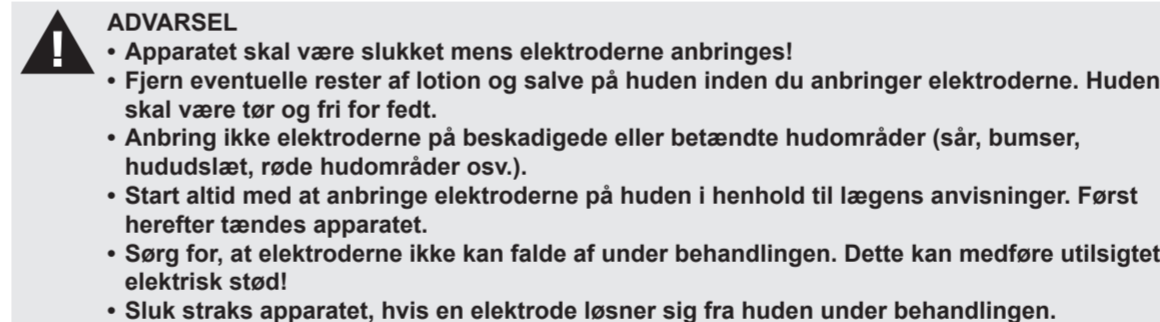 ADVARSEL
• Apparatet skal være slukket mens elektroderne anbringes!
• Fjern eventuelle rester af lotion og salve på huden inden du anbringer elektroderne. Huden
skal være tør og fri for fedt.
• Anbring ikke elektroderne på beskadigede eller betændte hudområder (sår, bumser,
hududslæt, røde hudområder osv.).
• Start altid med at anbringe elektroderne på huden i henhold til lægens anvisninger. Først
herefter tændes apparatet.
• Sørg for, at elektroderne ikke kan falde af under behandlingen. Dette kan medføre utilsigtet
elektrisk stød!
• Sluk straks apparatet, hvis en elektrode løsner sig fra huden under behandlingen.